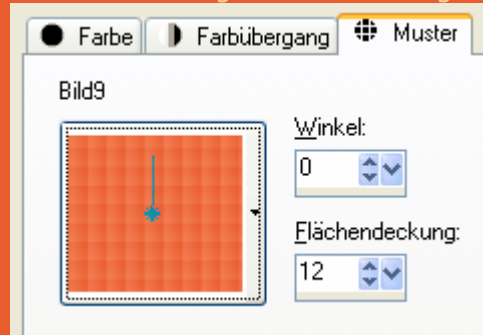 Farbe Farbübergang Muster
Bild9
Winkel:
0
Flächendeckung:
12